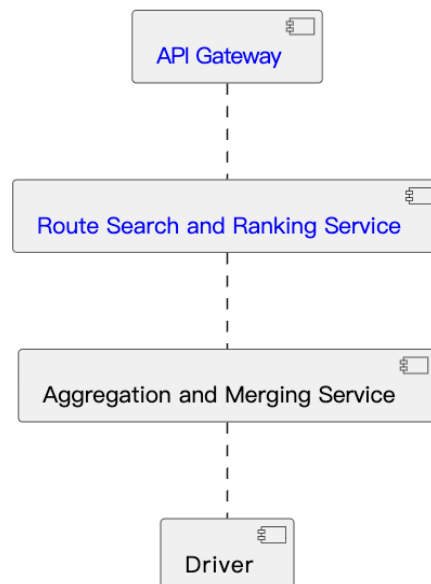 API Gateway
Route Search and Ranking Service
Aggregation and Merging Service
Driver